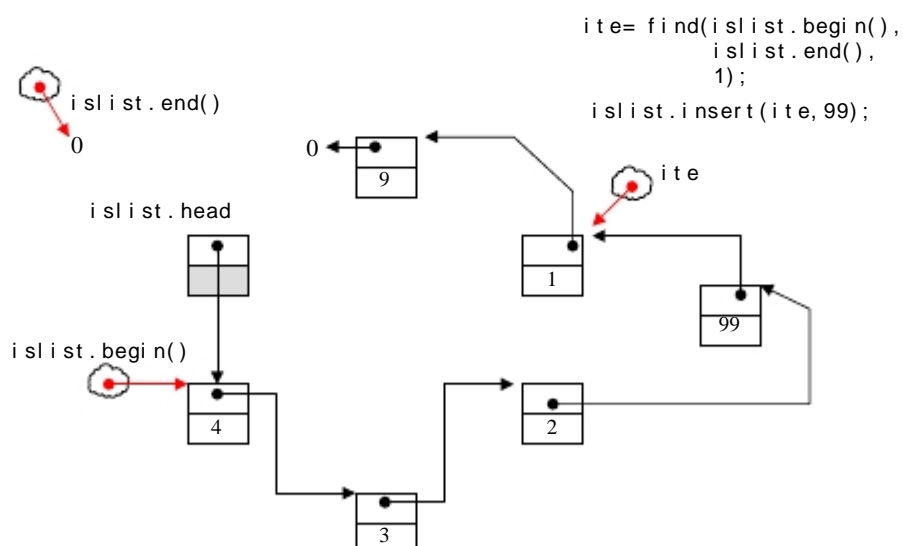 ite= find(islist.begin(),
islist.end(),
1);
islist.insert(ite,99);
islist.end()
0
0
9
ite
islist.head
1
99
islist.begin()
4
2
3